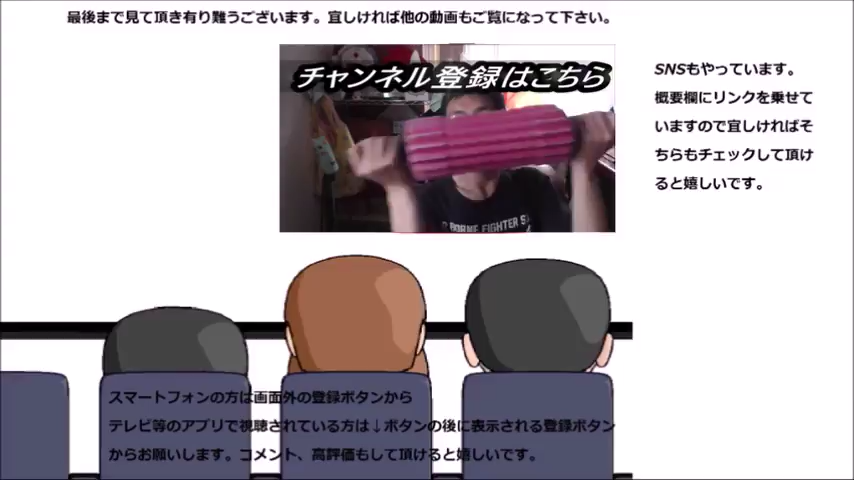 最後まで見て頂き有り難うございます。宜しければ他の動画もご覧になって下さい。
チャンネル登録はこちら
SNSもやっています。
概要欄にリンクを乗せて
いますので宜しければそ
ちらもチェックして頂け
ると嬉しいです。
BORNE FIGHTER S
スマートフォンの方は画面外の登録ボタンから
テレビ等のアプリで視聴されている方は↓ボタンの後に表示される登録ボタン
からお願いします。コメント、高評価もして頂けると嬉しいです。